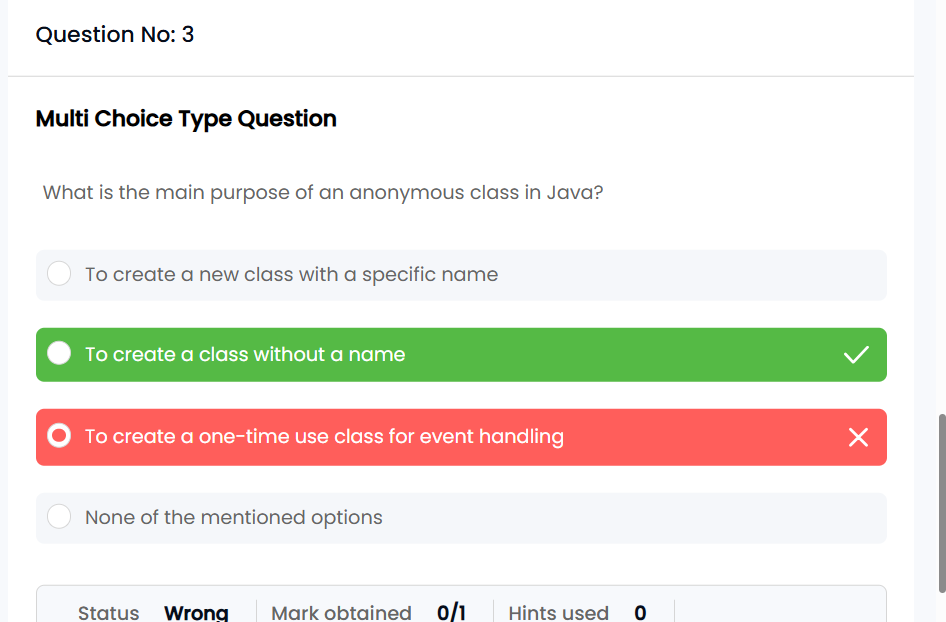 Question No: 3
Multi Choice Type Question
What is the main purpose of an anonymous class in Java?
To create a new class with a specific name
To create a class without a name
To create a one-time use class for event handling
None of the mentioned options
Status Wrong Mark obtained 0/1 Hints used 0